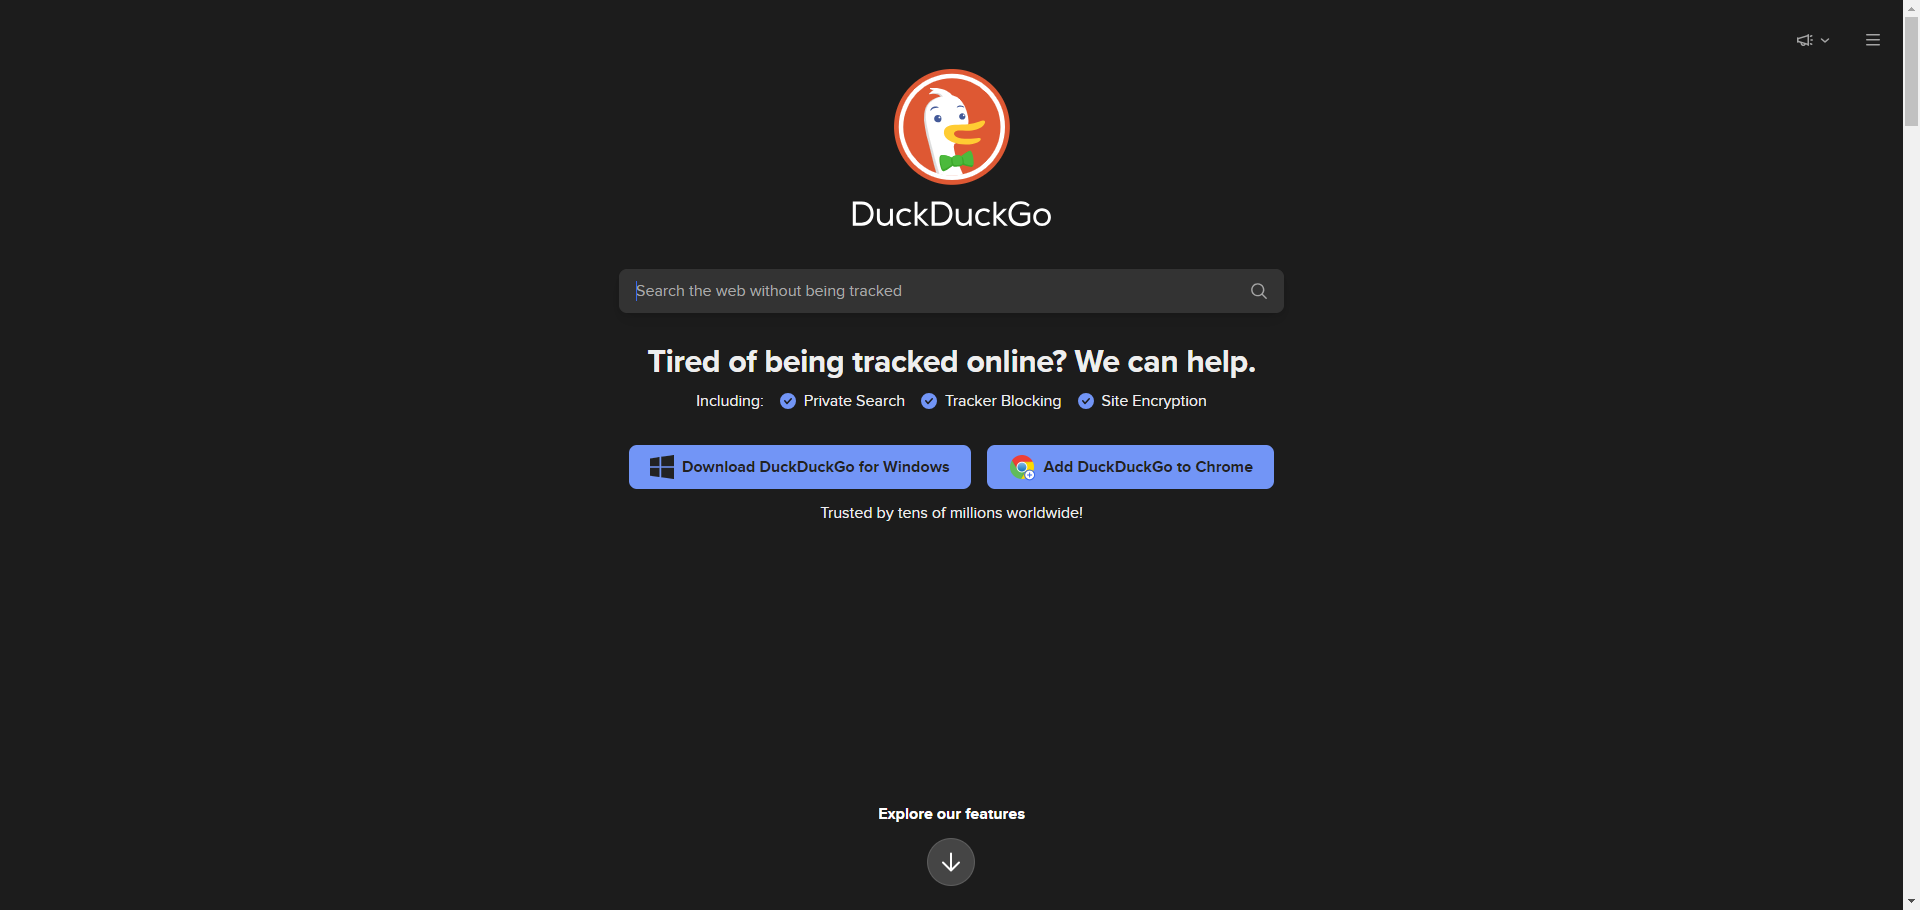 DuckDuckGo
Search the web without being tracked
Tired of being tracked online? We can help.
Including: Private Search Tracker Blocking Site Encryption
Download DuckDuckGo for Windows Add DuckDuckGo to Chrome
Trusted by tens of millions worldwide!
Explore our features